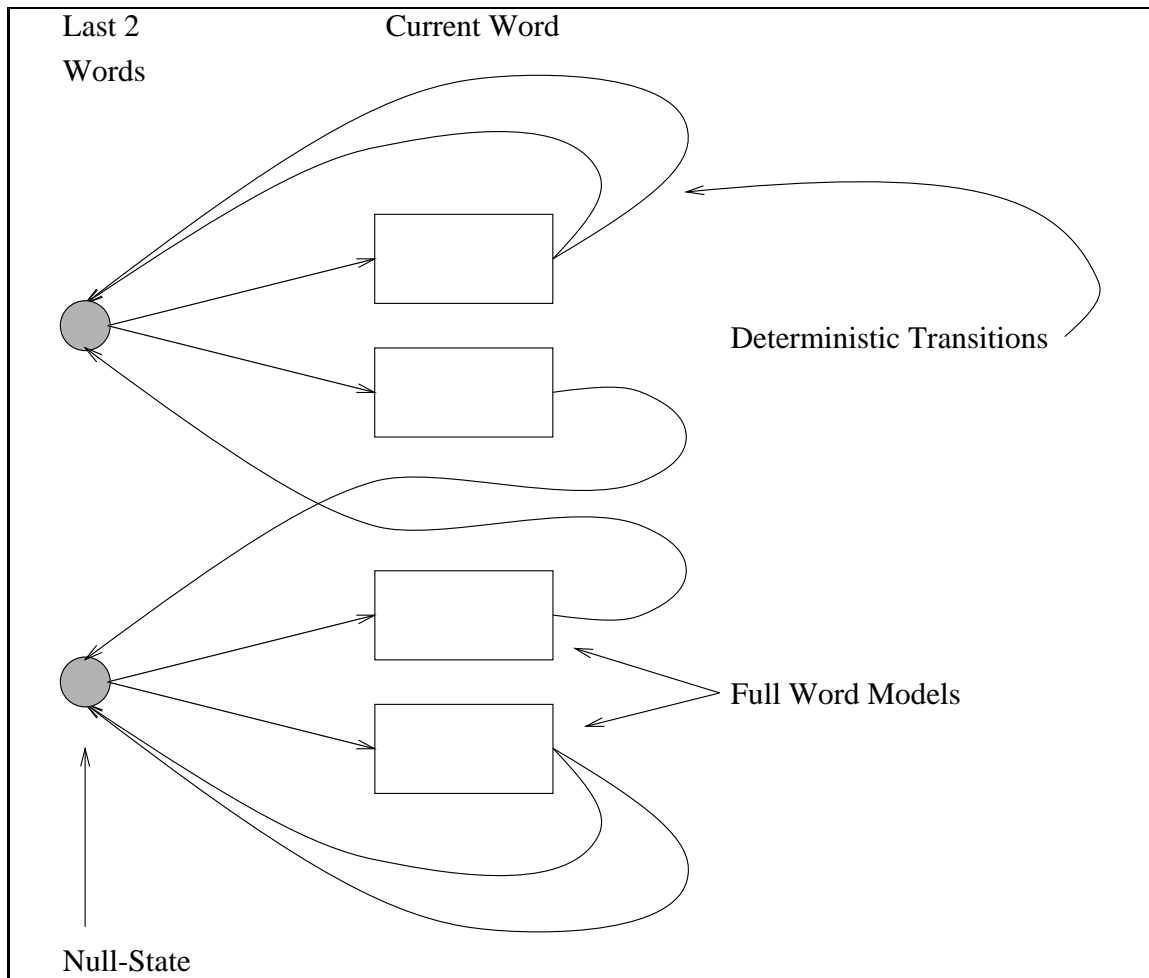 Last 2
Words
Current Word
Deterministic Transitions
Full Word Models
Null-State